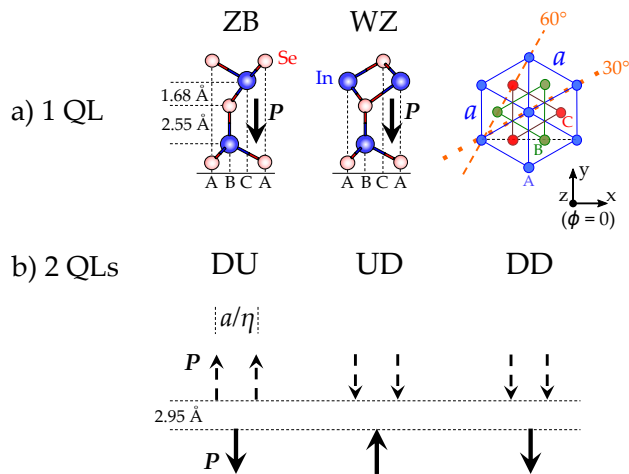 ZB WZ
Se
In
60°
a
30°
a) 1 QL
1.68 Å
2.55 Å
P
P
a
C
B
A
A B C A
A B C A
y
z x
(ϕ = 0)
b) 2 QLs
DU UD DD
a/η
P
2.95 Å
P